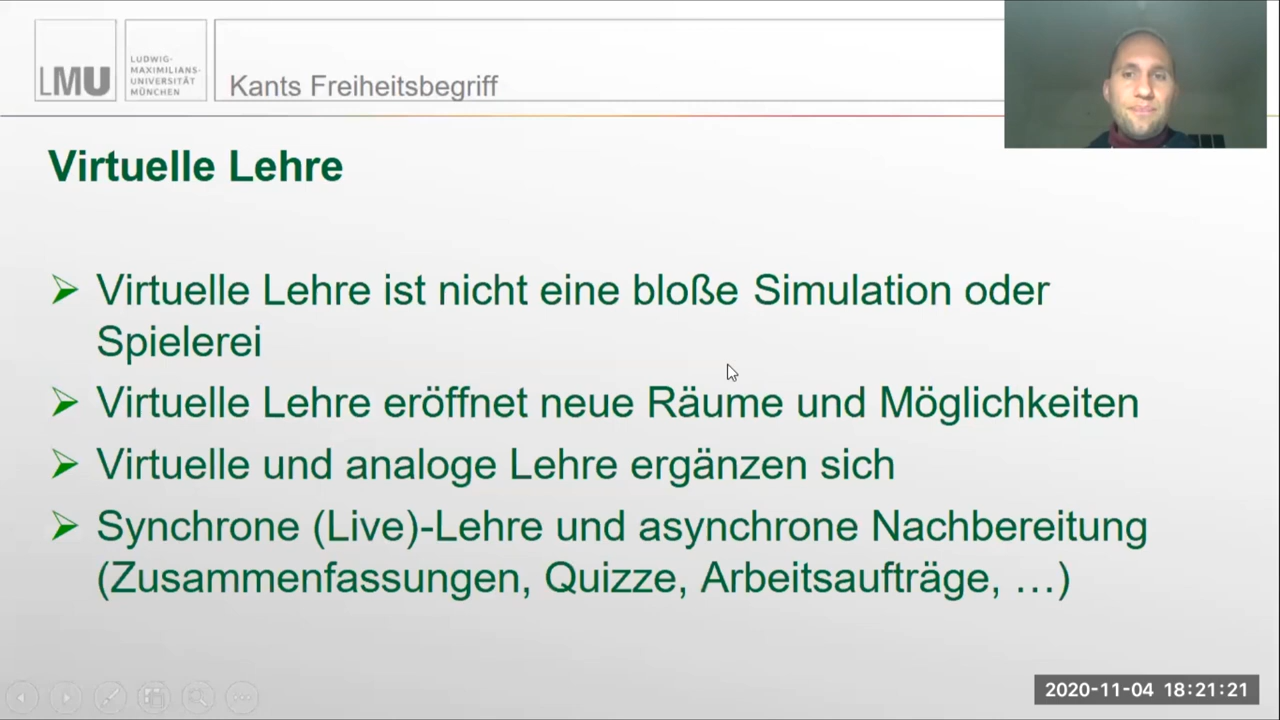 LMU
LUDWIG-
MAXIMILIANS-
UNIVERSITÄT
MÜNCHEN
Kants Freiheitsbegriff
Virtuelle Lehre
Virtuelle Lehre ist nicht eine bloße Simulation oder
Spielerei
Virtuelle Lehre eröffnet neue Räume und Möglichkeiten
Virtuelle und analoge Lehre ergänzen sich
Synchrone (Live)-Lehre und asynchrone Nachbereitung
(Zusammenfassungen, Quizze, Arbeitsaufträge, …)
2020-11-04 18:21:21